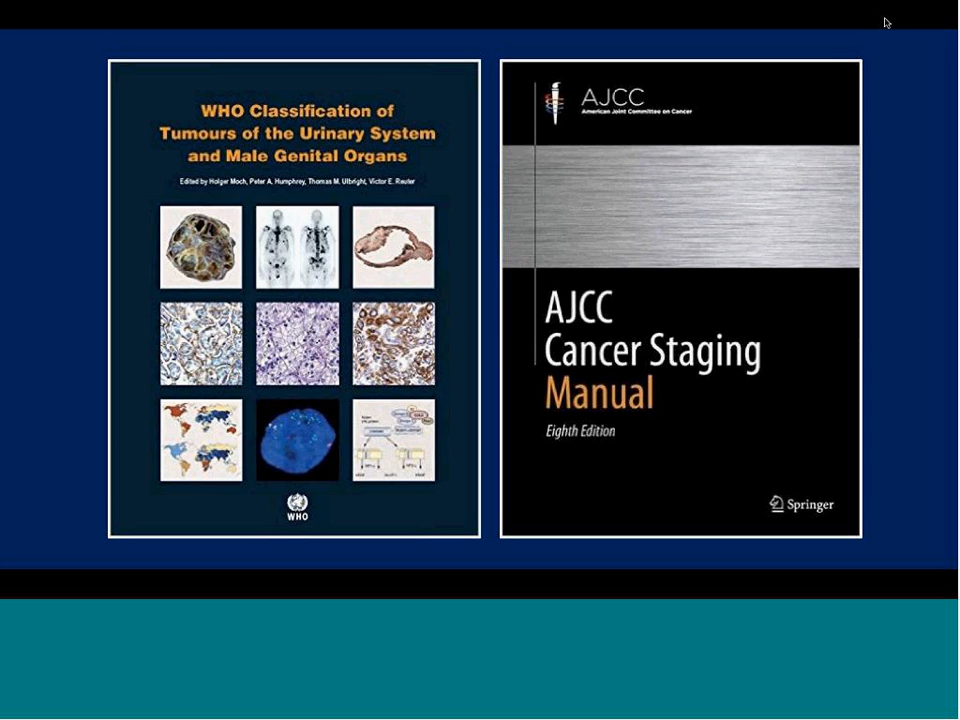 WHO Classification of
Tumours of the Urinary System
and Male Genital Organs
Edited by Holger Moch, Peter A. Humphrey, Thomas M. Ulbright, Victor E. Reuter
WHO
AJCC
American Joint Committee on Cancer
AJCC
Cancer Staging
Manual
Eighth Edition
Springer